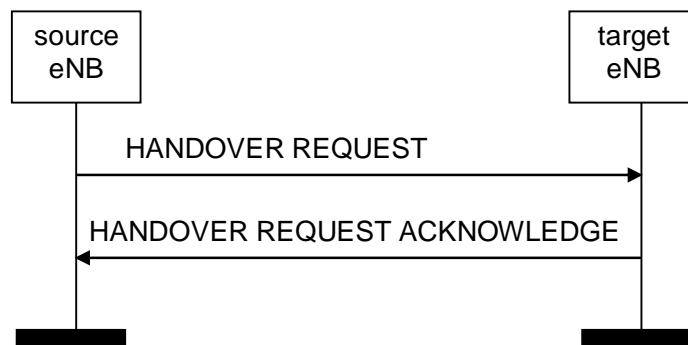 source
eNB
target
eNB
HANDOVER REQUEST
HANDOVER REQUEST ACKNOWLEDGE